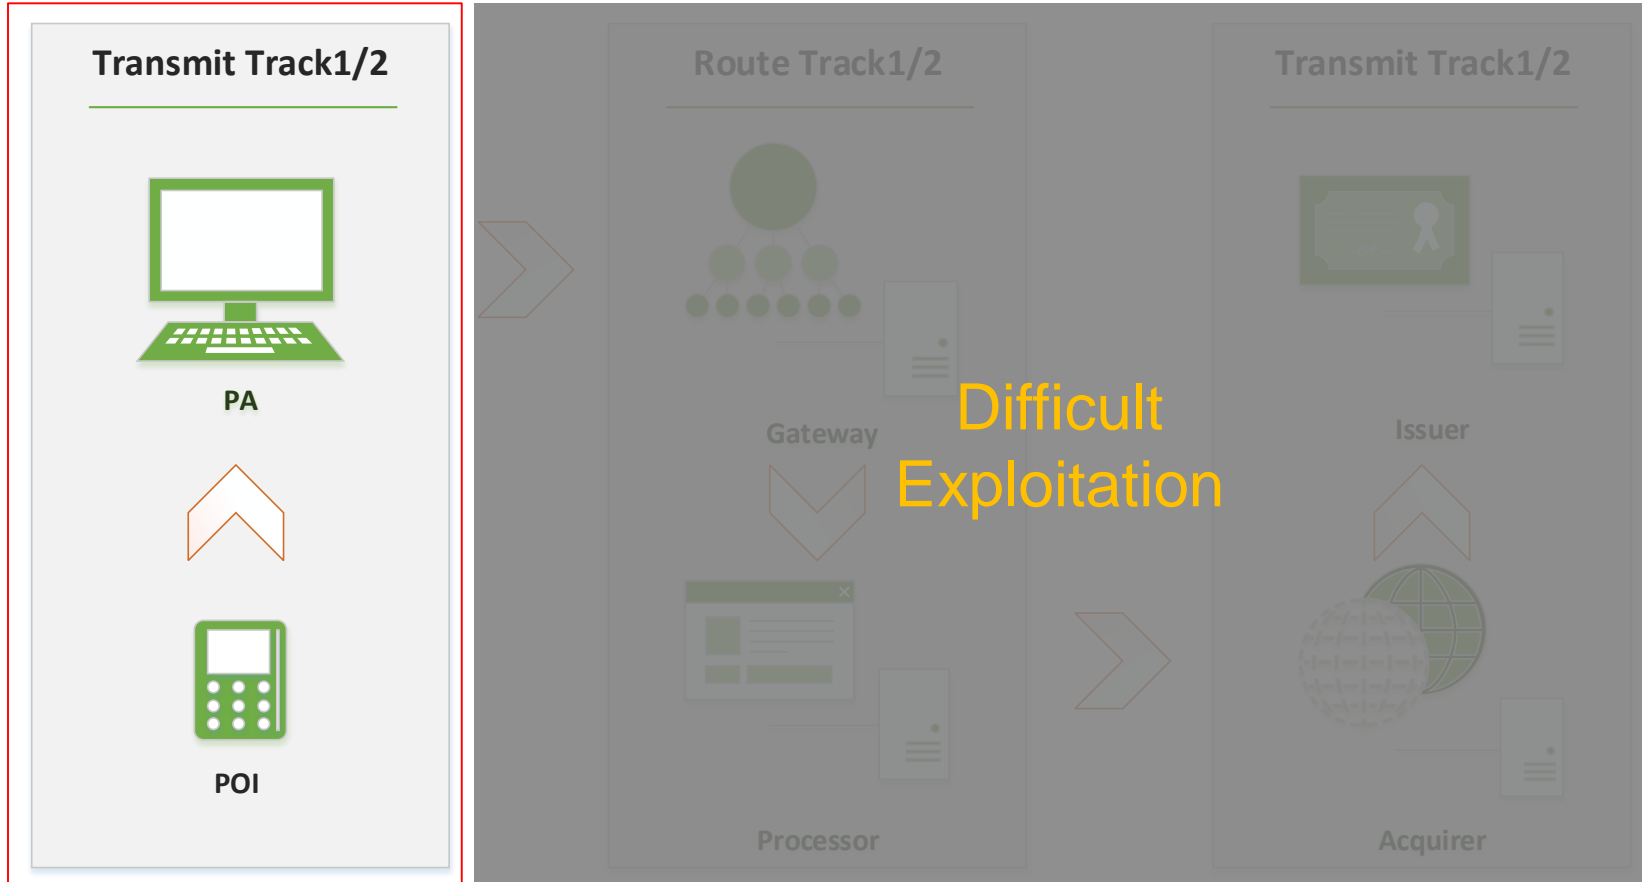 Transmit Track1/2
PA
POI
Route Track1/2
Gateway
Processor
Difficult
Exploitation
Transmit Track1/2
Issuer
Acquirer